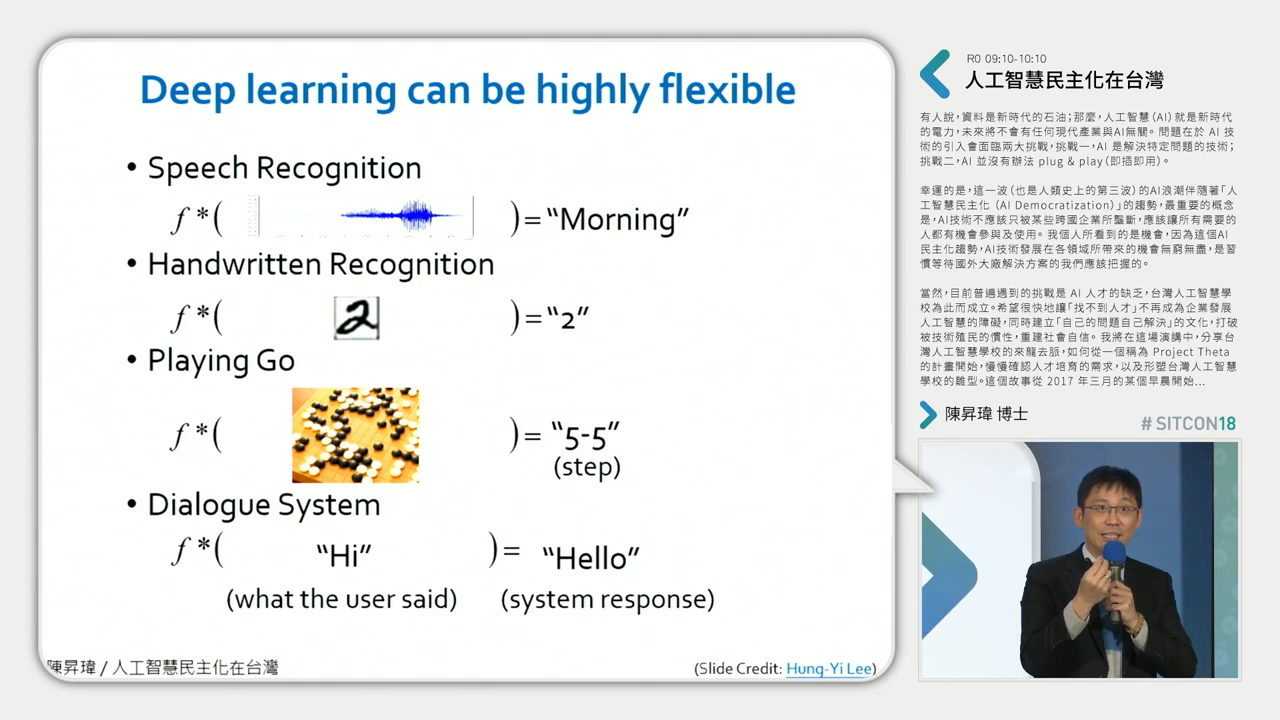 Deep learning can be highly flexible
• Speech Recognition
f *( ) = “Morning”
• Handwritten Recognition
f *( 2 ) = “2”
• Playing Go
f *( ) = “5-5”
(step)
• Dialogue System
f *( “Hi” ) = “Hello”
(what the user said) (system response)
陳昇瑋 / 人工智慧民主化在台灣
(Slide Credit: Hung-Yi Lee)
R0 09:10-10:10
人工智慧民主化在台灣
有人說，資料是新時代的石油；那麼，人工智慧（AI）就是新時代
的電力，未來將不會有任何現代產業與AI無關。問題在於 AI 技
術的引入會面臨兩大挑戰，挑戰一，AI 是解決特定問題的技術；
挑戰二，AI 並沒有辦法 plug & play（即插即用）。
幸運的是，這一波（也是人類史上的第三波）的AI浪潮伴隨著「人
工智慧民主化（AI Democratization）」的趨勢，最重要的概念
是，AI技術不應該只被某些跨國企業所壟斷，應該讓所有需要的
人都有機會參與及使用。我個人所看到的是機會，因為這個AI
民主化趨勢，AI技術發展在各領域所帶來的機會無窮無盡，是習
慣等待國外大廠解決方案的我們應該把握的。
當然，目前普遍遇到的挑戰是 AI 人才的缺乏，台灣人工智慧學
校為此而成立。希望很快地讓「找不到人才」不再成為企業發展
人工智慧的障礙，同時建立「自己的問題自己解決」的文化，打破
被技術殖民的慣性，重建社會自信。我將在這場演講中，分享台
灣人工智慧學校的來龍去脈，如何從一個稱為 Project Theta
的計畫開始，慢慢確認人才培育的需求，以及形塑台灣人工智慧
學校的雛型。這個故事從 2017 年三月的某個早晨開始...
陳昇瑋 博士
# SITCON18